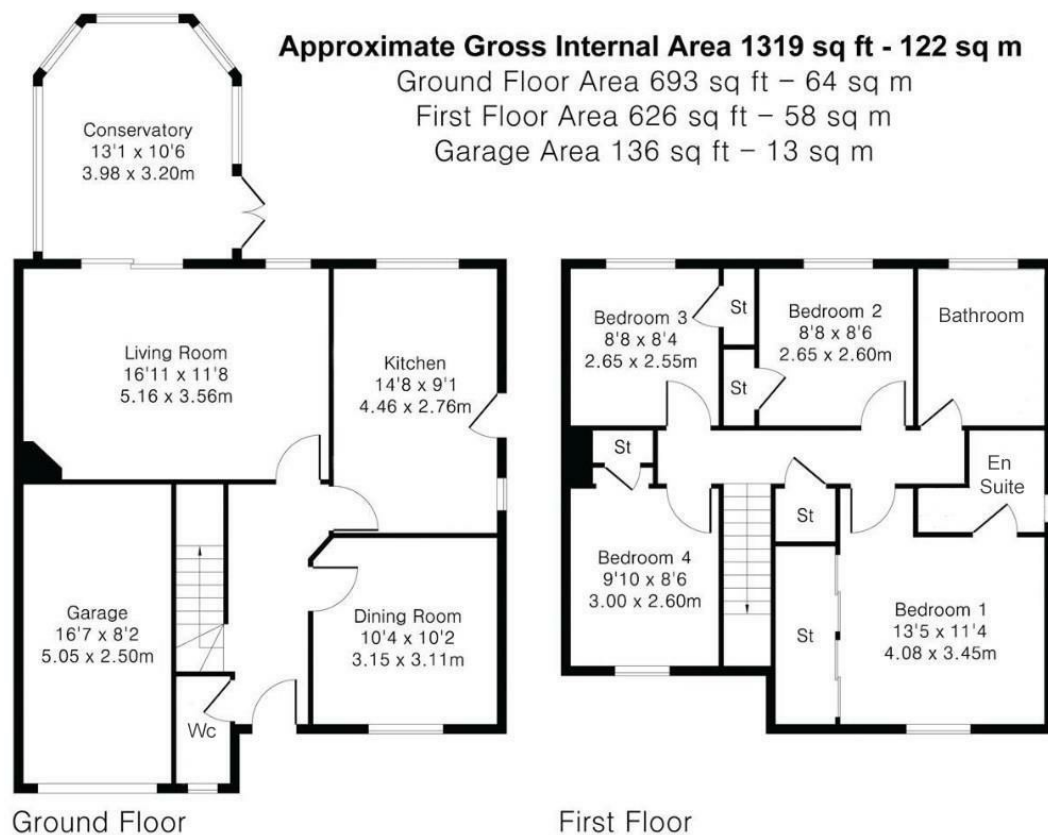 Approximate Gross Internal Area 1319 sq ft - 122 sq m
Ground Floor Area 693 sq ft – 64 sq m
First Floor Area 626 sq ft – 58 sq m
Garage Area 136 sq ft – 13 sq m
Conservatory
13'1 x 10'6
3.98 x 3.20m
Living Room
16'11 x 11'8
5.16 x 3.56m
Kitchen
14'8 x 9'1
4.46 x 2.76m
Garage
16'7 x 8'2
5.05 x 2.50m
Dining Room
10'4 x 10'2
3.15 x 3.11m
Wc
Ground Floor
Bedroom 3
8'8 x 8'4
2.65 x 2.55m
St
St
Bedroom 2
8'8 x 8'6
2.65 x 2.60m
Bathroom
St
En
Suite
St
Bedroom 4
9'10 x 8'6
3.00 x 2.60m
St
Bedroom 1
13'5 x 11'4
4.08 x 3.45m
First Floor